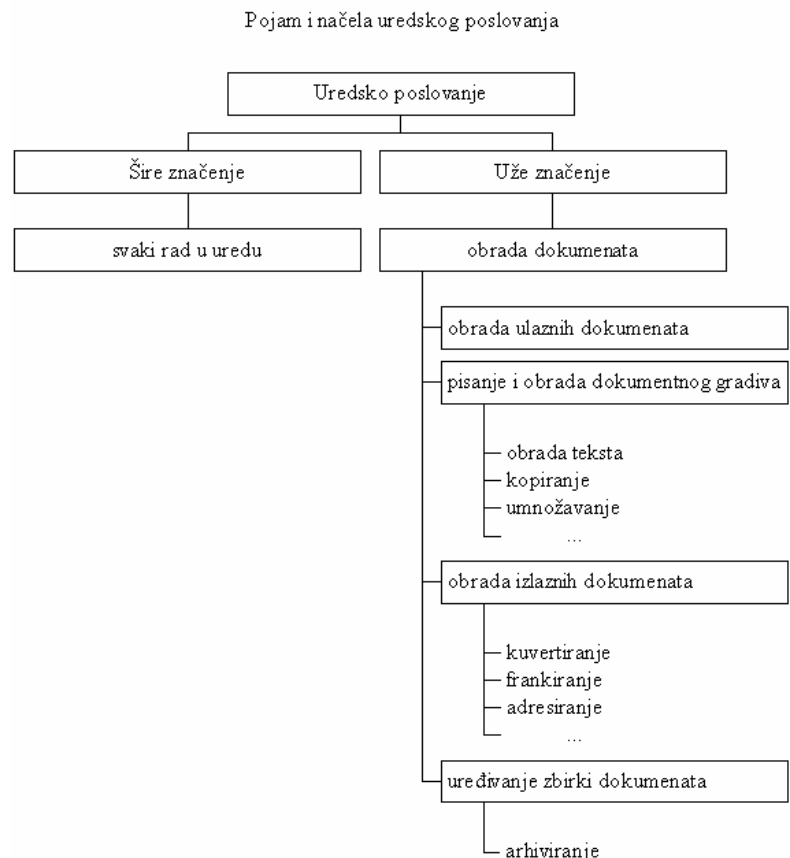 Pojam i načela uredskog poslovanja
Uredsko poslovanje
Šire značenje
Uže značenje
svaki rad u uredu
obrada dokumenata
obrada ulaznih dokumenata
pisanje i obrada dokumentnog gradiva
obrada teksta
kopiranje
umnožavanje
...
obrada izlaznih dokumenata
kuvertiranje
frankiranje
adresiranje
...
uređivanje zbirki dokumenata
arhiviranje